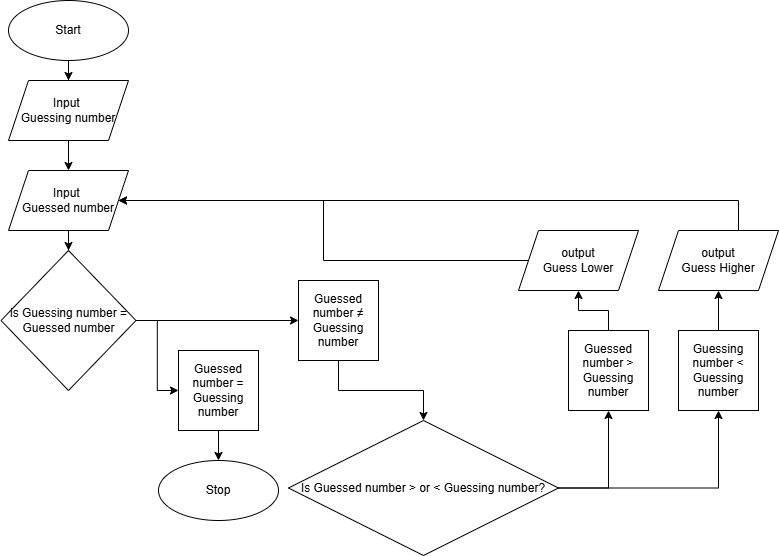 Start
Input
Guessing number
Input
Guessed number
Is Guessing number =
Guessed number
Guessed
number =
Guessing
number
Stop
Guessed
number ≠
Guessing
number
Is Guessed number > or < Guessing number?
Guessed
number >
Guessing
number
output
Guess Lower
Guessing
number <
Guessing
number
output
Guess Higher